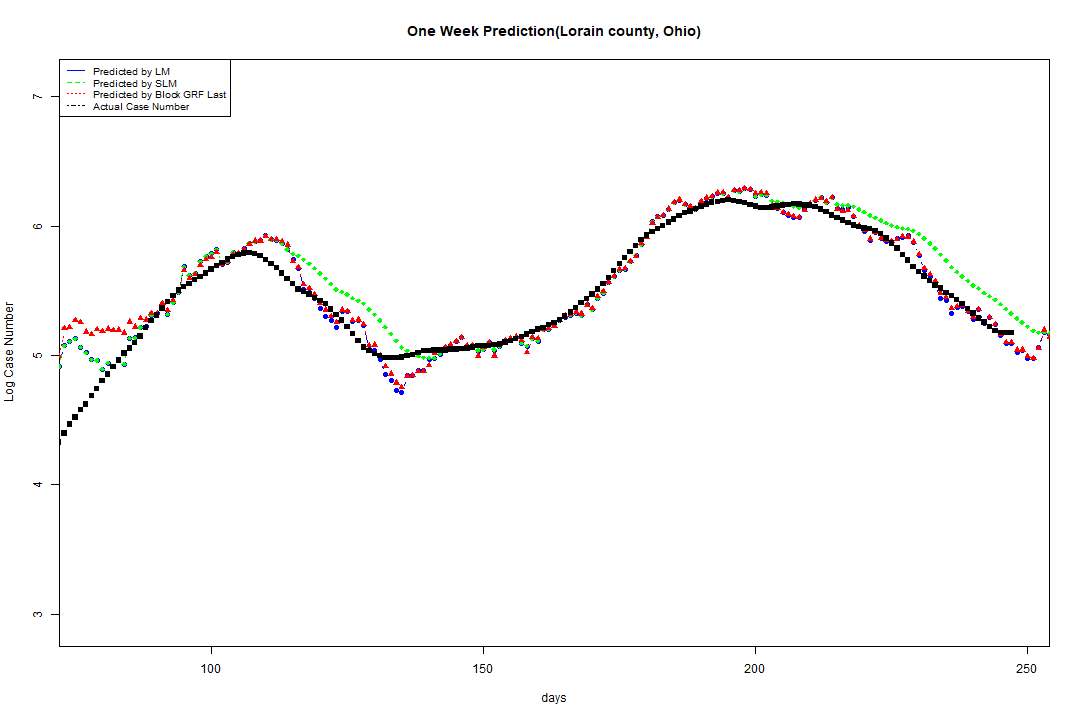 One Week Prediction(Lorain county, Ohio)
Predicted by LM
Predicted by SLM
Predicted by Block GRF Last
Actual Case Number
7
6
5
4
3
Log Case Number
100 150 200 250
days